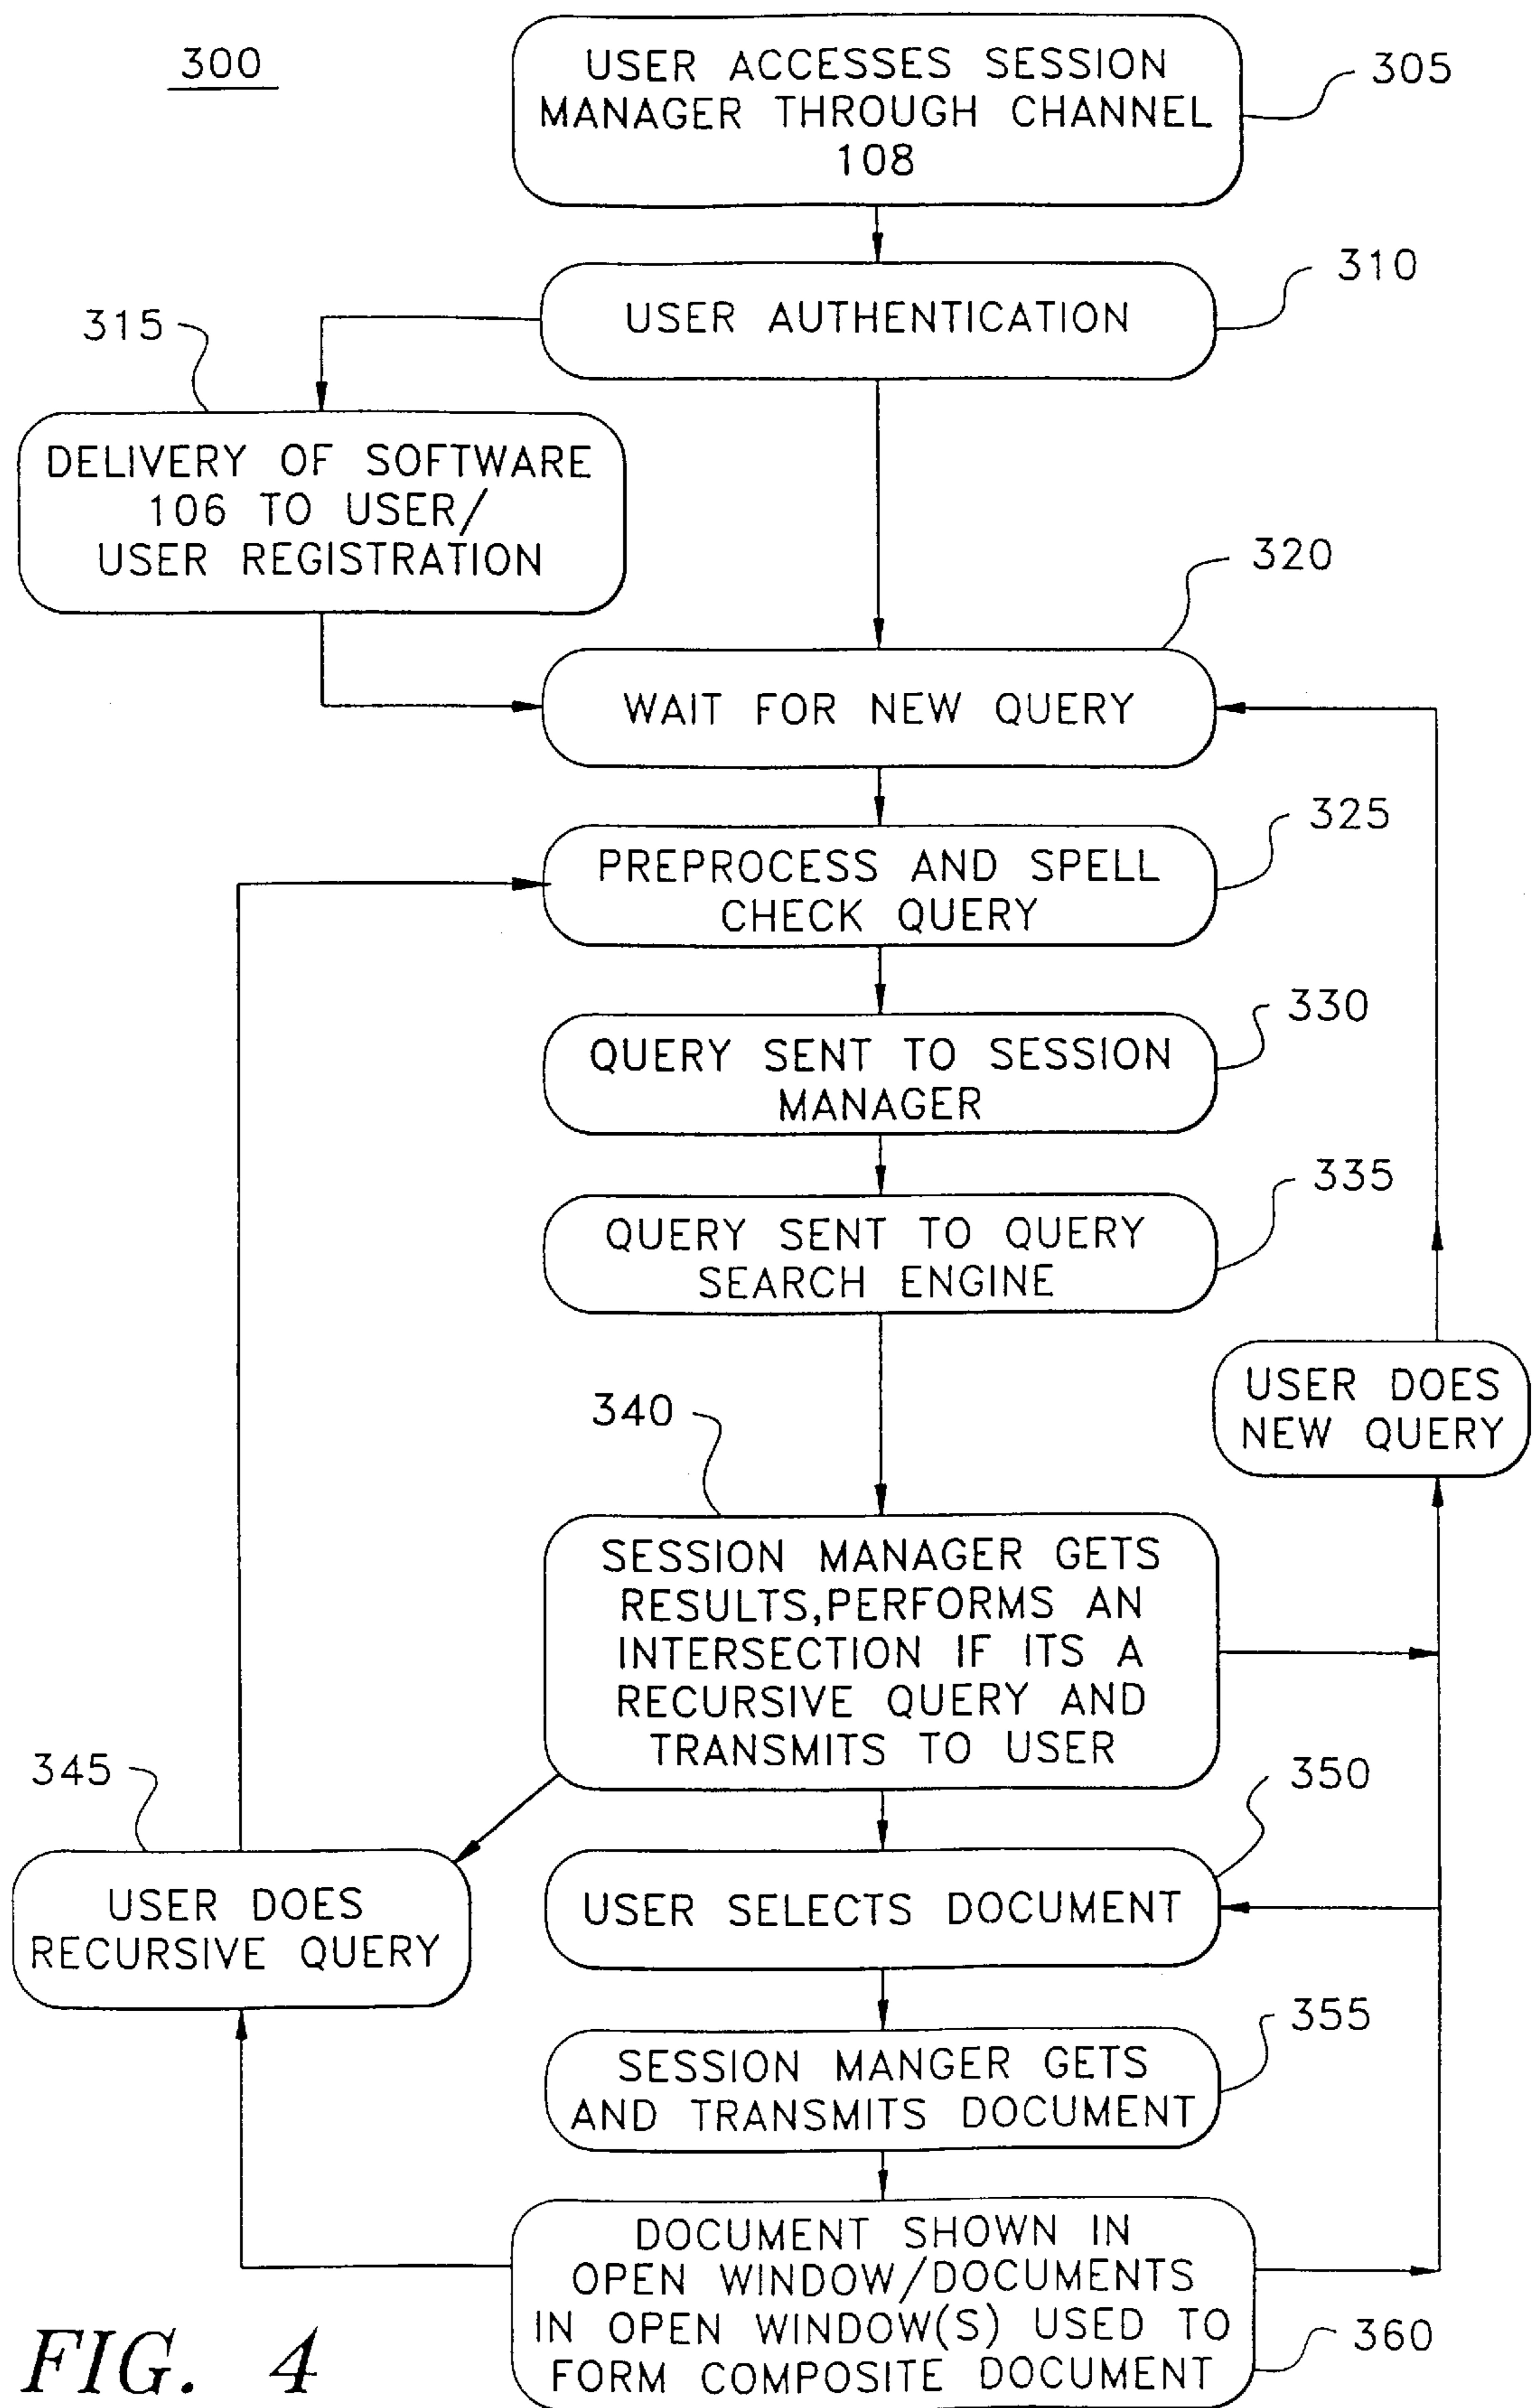 300
USER ACCESSES SESSION
MANAGER THROUGH CHANNEL
108
305
USER AUTHENTICATION
310
315
DELIVERY OF SOFTWARE
106 TO USER/
USER REGISTRATION
320
WAIT FOR NEW QUERY
325
PREPROCESS AND SPELL
CHECK QUERY
330
QUERY SENT TO SESSION
MANAGER
335
QUERY SENT TO QUERY
SEARCH ENGINE
USER DOES
NEW QUERY
340
SESSION MANAGER GETS
RESULTS,PERFORMS AN
INTERSECTION IF ITS A
RECURSIVE QUERY AND
TRANSMITS TO USER
345
USER DOES
RECURSIVE QUERY
350
USER SELECTS DOCUMENT
355
SESSION MANGER GETS
AND TRANSMITS DOCUMENT
DOCUMENT SHOWN IN
OPEN WINDOW/DOCUMENTS
IN OPEN WINDOW(S) USED TO
FORM COMPOSITE DOCUMENT
360
FIG. 4